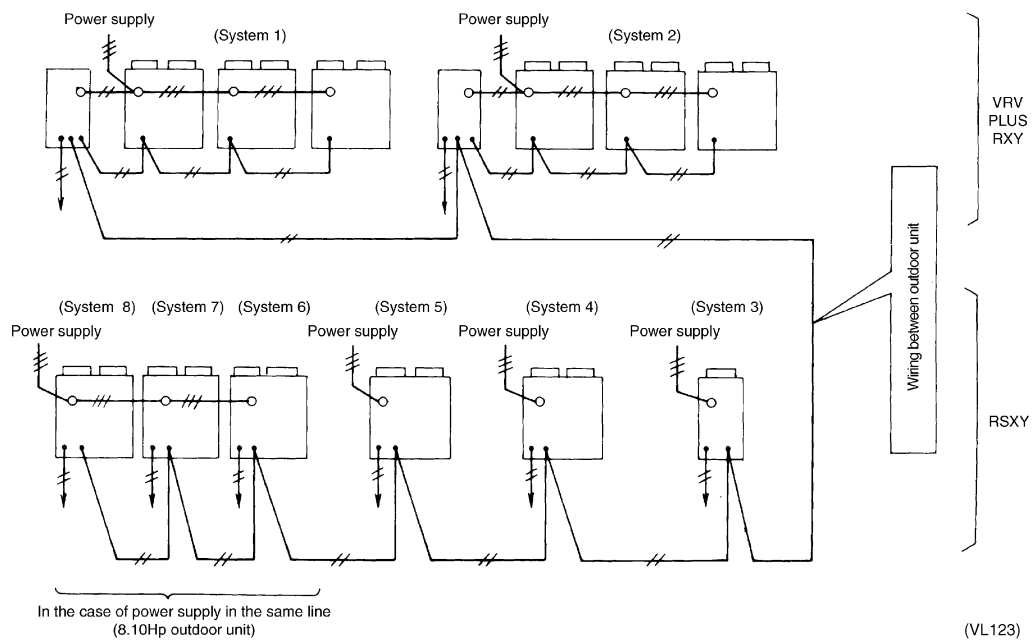 Power supply
(System 1)
Power supply
(System 2)
VRV
PLUS
RXY
Wiring between outdoor unit
(System 8)
(System 7)
(System 6)
(System 5)
(System 4)
(System 3)
Power supply
Power supply
Power supply
Power supply
RSXY
In the case of power supply in the same line
(8.10Hp outdoor unit)
(VL123)